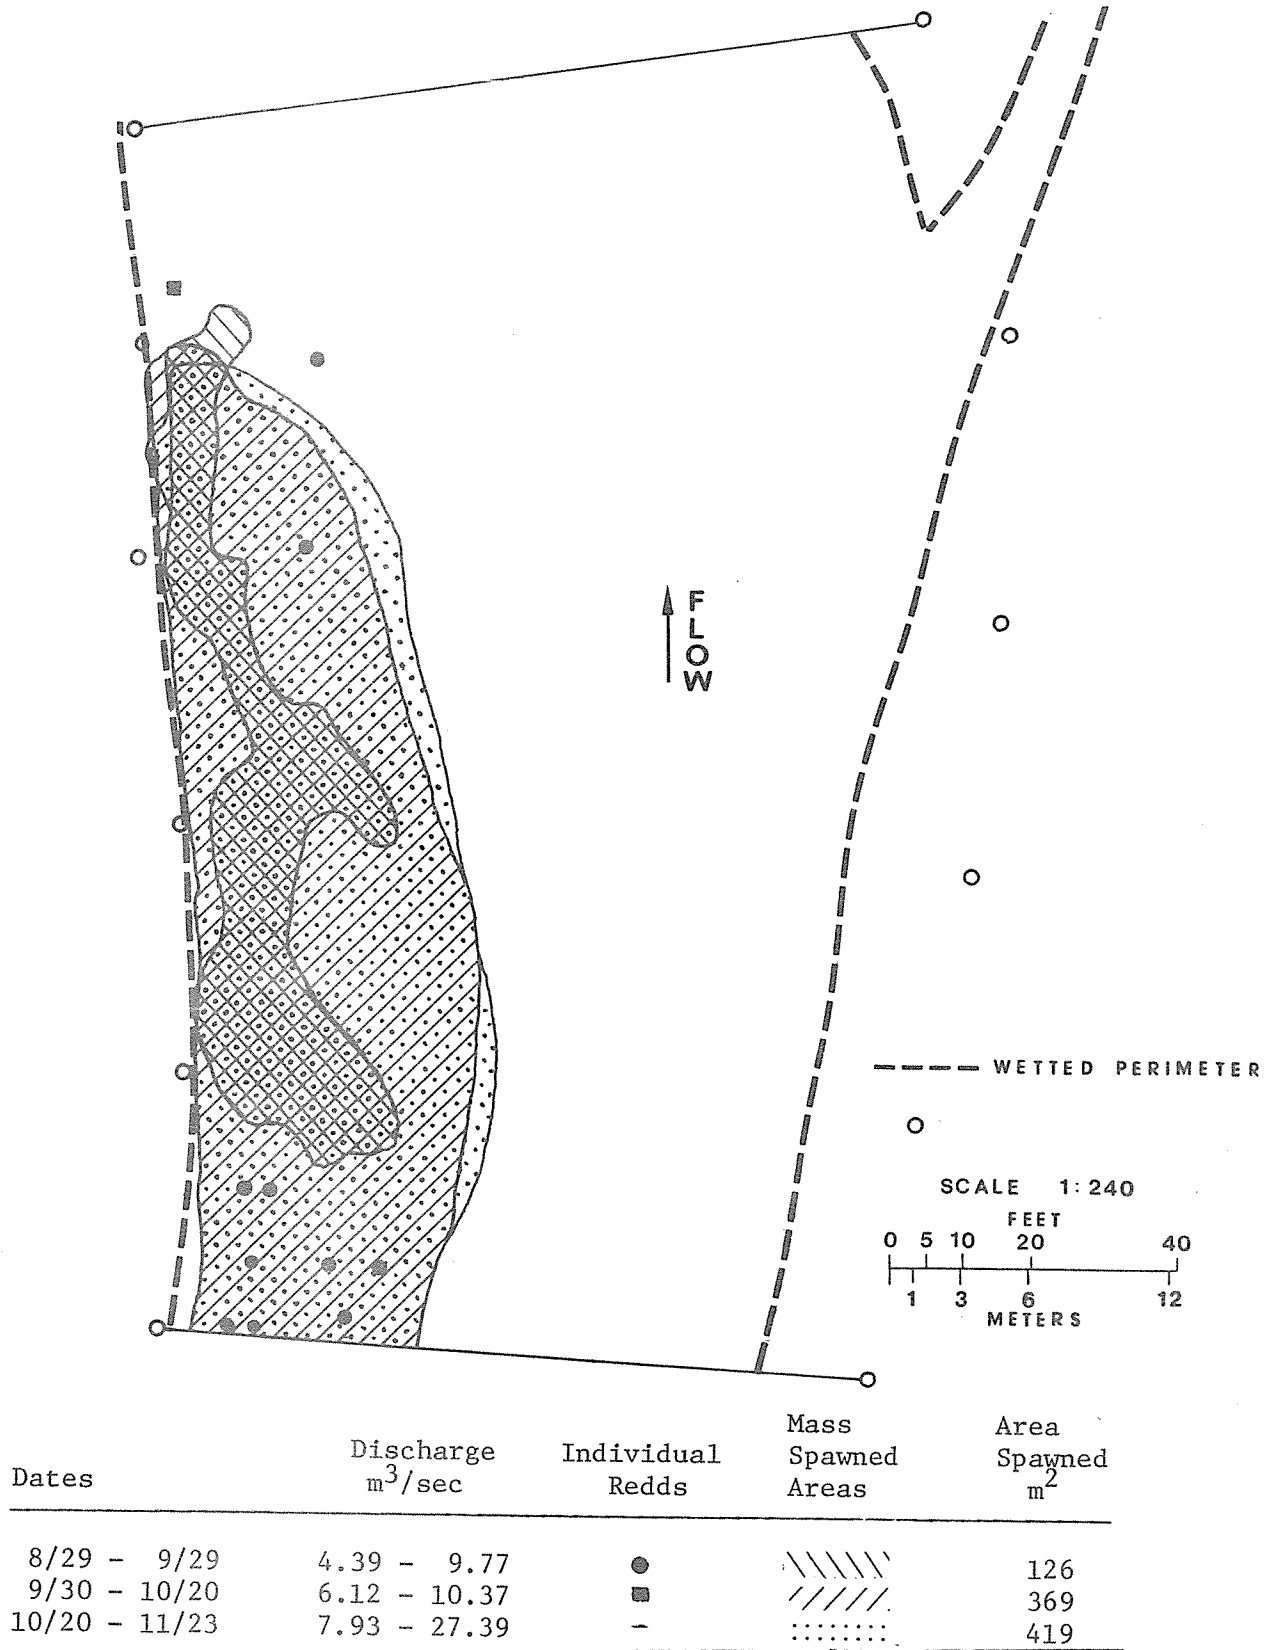 F
L
O
W
WETTED PERIMETER
SCALE 1:240
FEET
0 5 10 20 40
1 3 6 12
METERS
Dates Discharge m3/sec Individual Redds Mass Spawned Areas Area Spawned m2
8/29 - 9/29 4.39 - 9.77 126
9/30 - 10/20 6.12 - 10.37 369
10/20 - 11/23 7.93 - 27.39 - 419